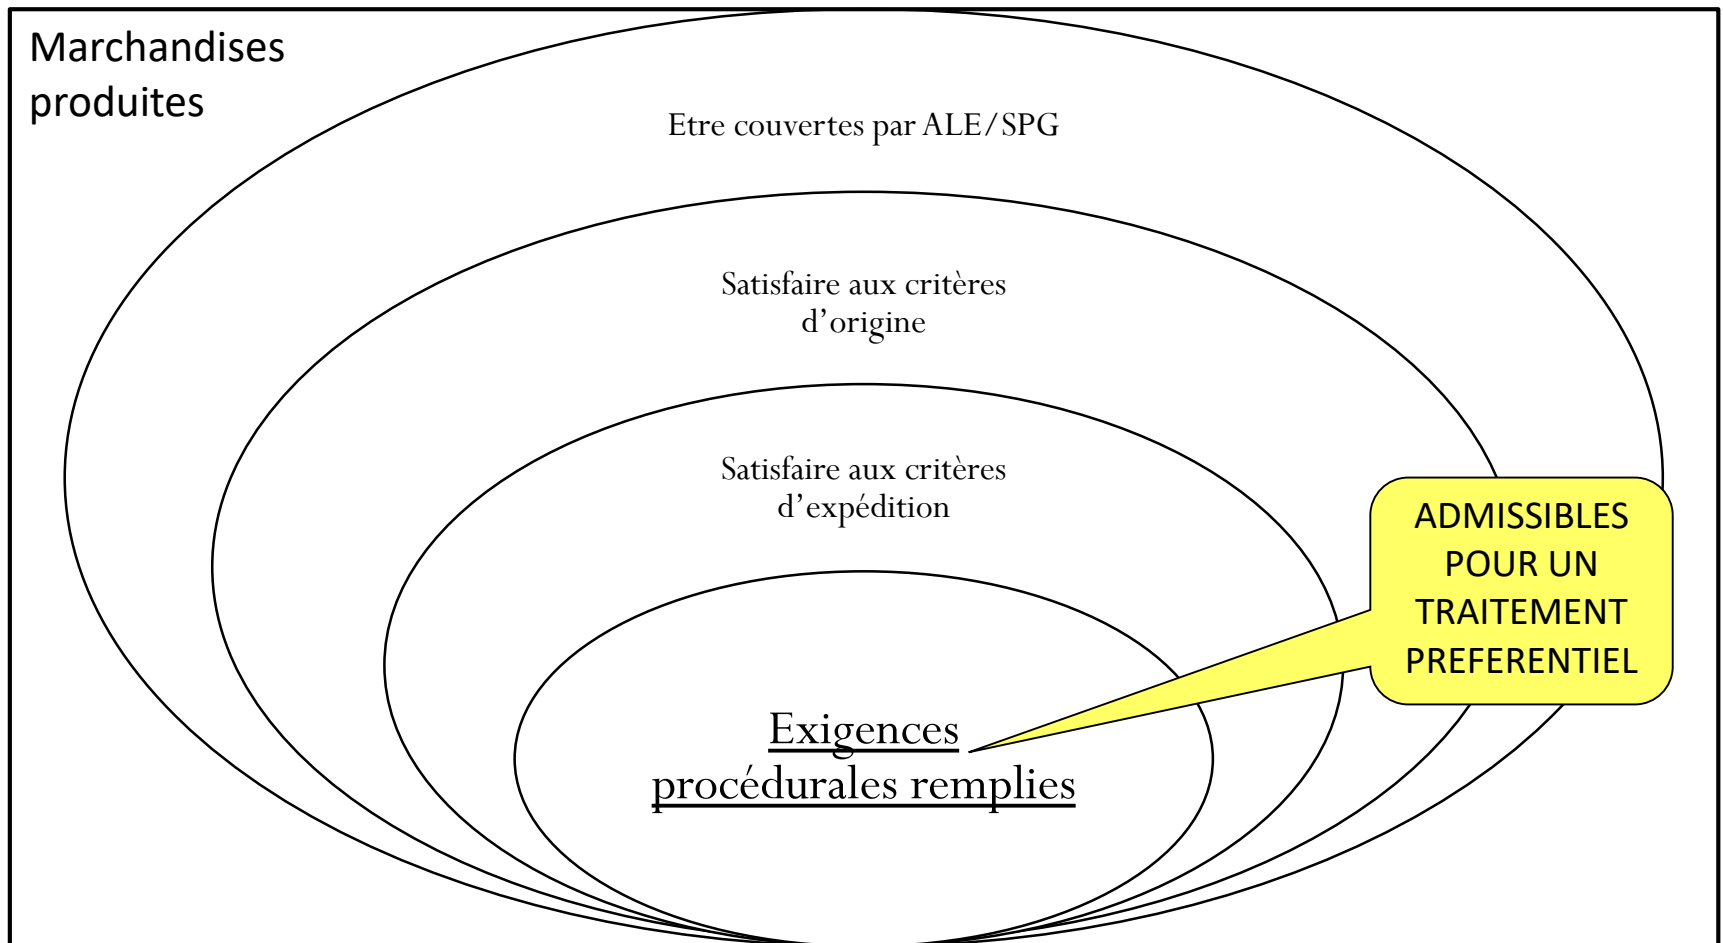 Marchandises
produites
Etre couvertes par ALE/SPG
Satisfaire aux critères
d’origine
Satisfaire aux critères
d’expédition
ADMISSIBLES
POUR UN
TRAITEMENT
PREFERENTIEL
Exigences
procédurales remplies